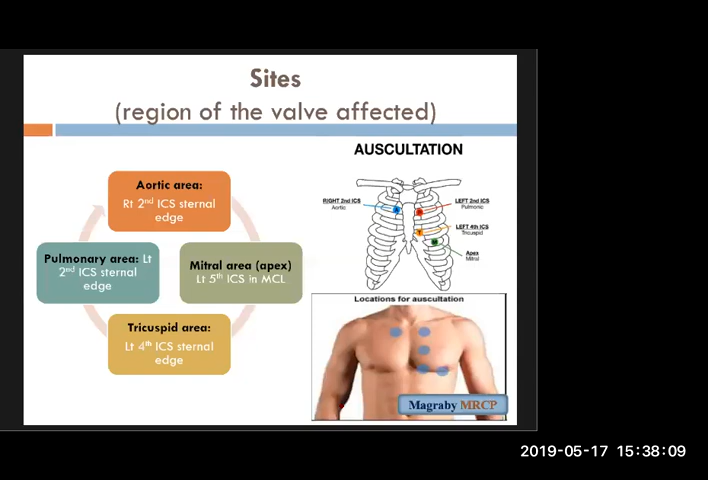 Sites
(region of the valve affected)
Aortic area:
Rt 2nd ICS sternal
edge
Pulmonary area: Lt
2nd ICS sternal
edge
Mitral area (apex)
Lt 5th ICS in MCL
Tricuspid area:
Lt 4th ICS sternal
edge
AUSCULTATION
RIGHT 2nd ICS
Aortic
LEFT 2nd ICS
Pulmonic
LEFT 4th ICS
Tricuspid
Apex
Mitral
Locations for auscultation
Magraby MRCP
2019-05-17 15:38:09